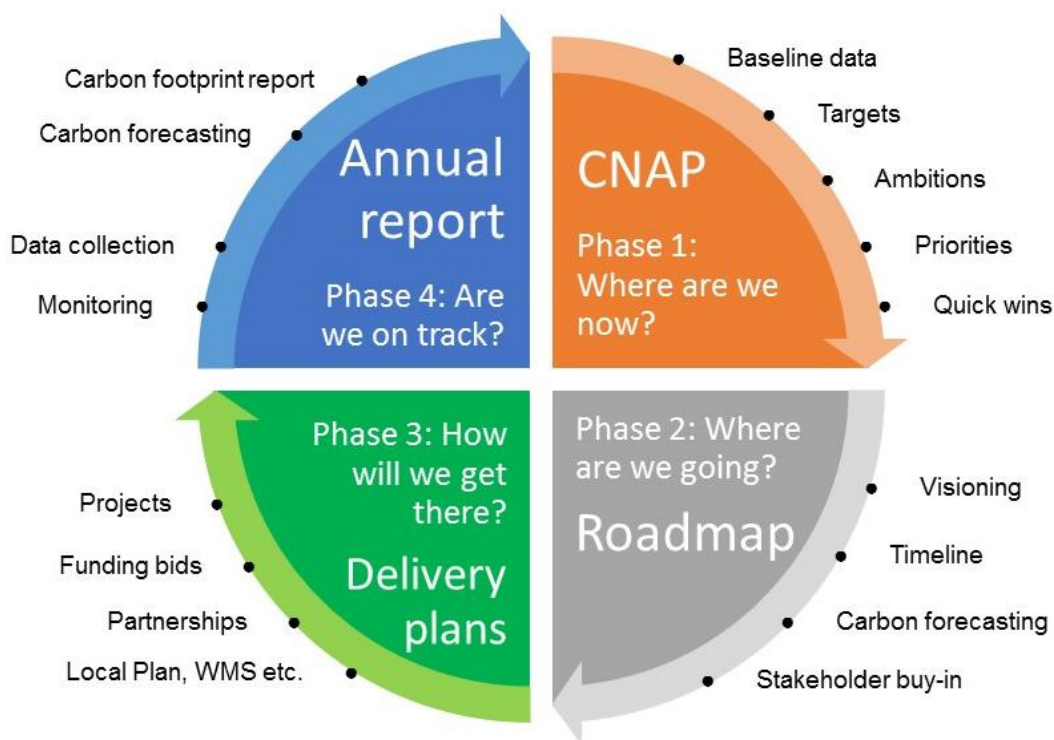 CNAP
Phase 1:
Where are we
now?
Baseline data
Targets
Ambitions
Priorities
Quick wins
Phase 2: Where
are we going?
Roadmap
Visioning
Timeline
Carbon forecasting
Stakeholder buy-in
Phase 3: How
will we get
there?
Delivery
plans
Projects
Funding bids
Partnerships
Local Plan, WMS etc.
Annual
report
Phase 4: Are
we on track?
Carbon footprint report
Carbon forecasting
Data collection
Monitoring